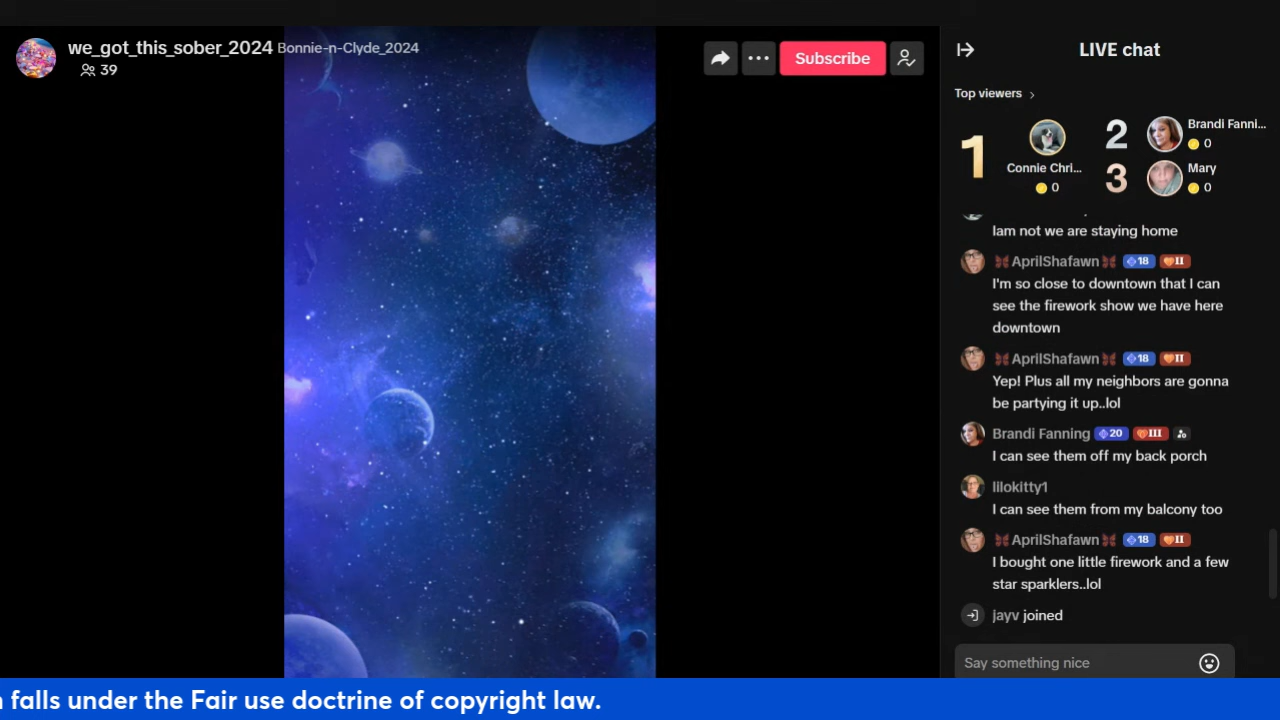 we_got_this_sober_2024 Bonnie-n-Clyde_2024
39
Subscribe
LIVE chat
Top viewers
1
Connie Chri...
0
2
Brandi Fanni...
0
3
Mary
0
Iam not we are staying home
AprilShafawn 18 II
I'm so close to downtown that I can
see the firework show we have here
downtown
AprilShafawn 18 II
Yep! Plus all my neighbors are gonna
be partying it up..lol
Brandi Fanning 20 III
I can see them off my back porch
lilokitty1
I can see them from my balcony too
AprilShafawn 18 II
I bought one little firework and a few
star sparklers..lol
jayv joined
Say something nice
falls under the Fair use doctrine of copyright law.